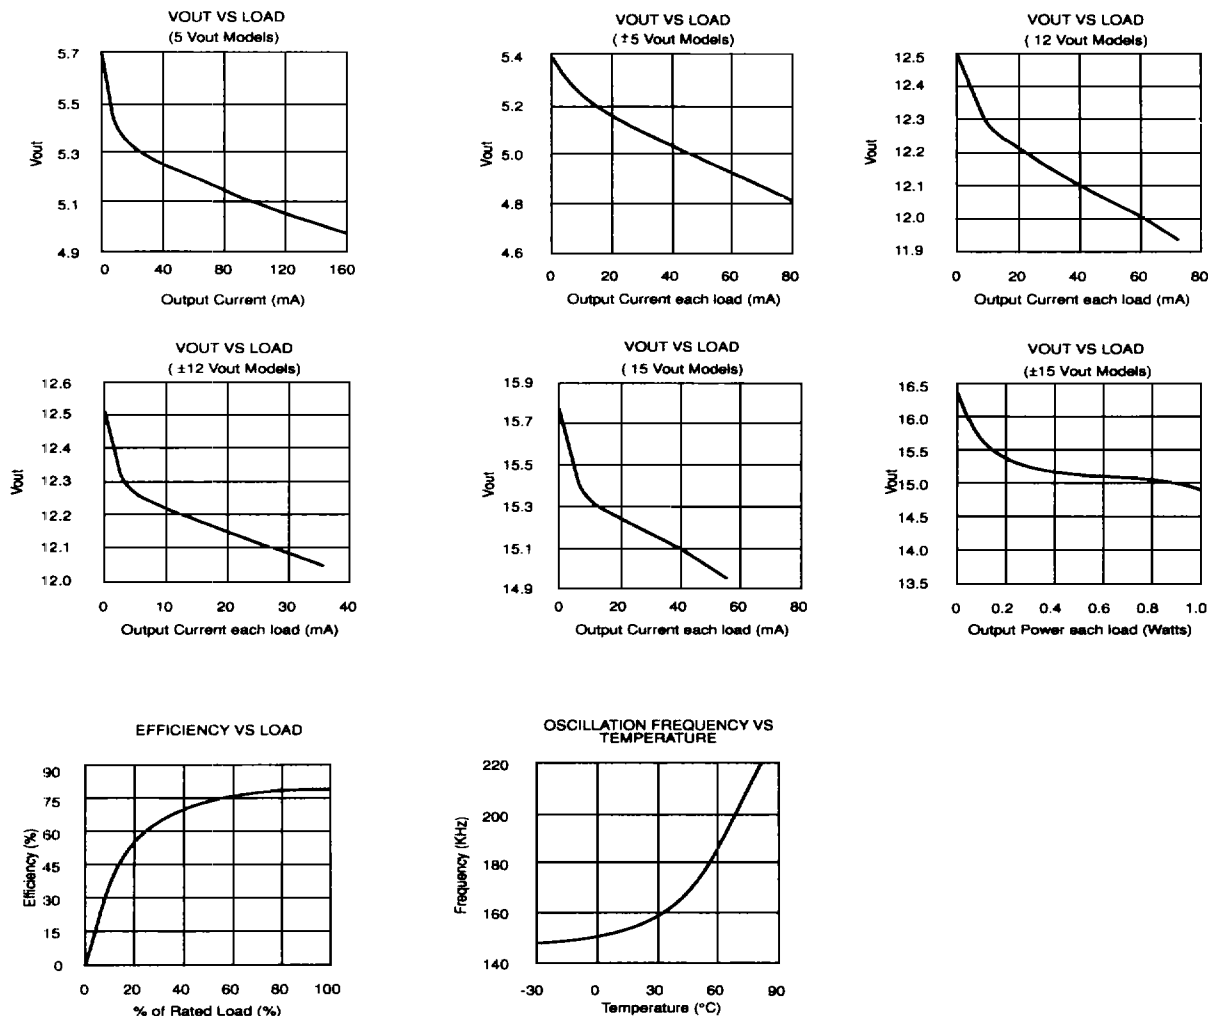 VOUT VS LOAD
(5 Vout Models)
5.7
5.5
5.3
5.1
4.9
Vout
0 40 80 120 160
Output Current (mA)
VOUT VS LOAD
( ±5 Vout Models)
5.4
5.2
5.0
4.8
4.6
Vout
0 20 40 60 80
Output Current each load (mA)
VOUT VS LOAD
( 12 Vout Models)
12.5
12.4
12.3
12.2
12.1
12.0
11.9
Vout
0 20 40 60 80
Output Current each load (mA)
VOUT VS LOAD
( ±12 Vout Models)
12.6
12.5
12.4
12.3
12.2
12.1
12.0
Vout
0 10 20 30 40
Output Current each load (mA)
VOUT VS LOAD
( 15 Vout Models)
15.9
15.7
15.5
15.3
15.1
14.9
Vout
0 20 40 60 80
Output Current each load (mA)
VOUT VS LOAD
(±15 Vout Models)
16.5
16.0
15.5
15.0
14.5
14.0
13.5
Vout
0 0.2 0.4 0.6 0.8 1.0
Output Power each load (Watts)
EFFICIENCY VS LOAD
90
75
60
45
30
15
0
Efficiency (%)
0 20 40 60 80 100
% of Rated Load (%)
OSCILLATION FREQUENCY VS
TEMPERATURE
220
200
180
160
140
Frequency (KHz)
-30 0 30 60 90
Temperature (°C)